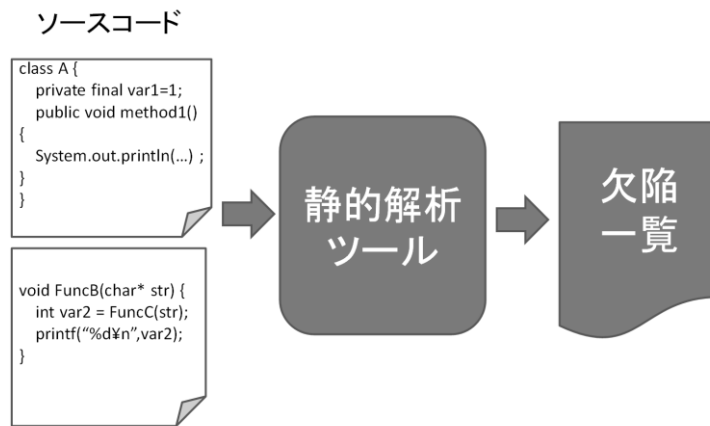 ソースコード
class A {
private final var1=1;
public void method1()
{
System.out.println(…) ;
}
}
void FuncB(char* str) {
int var2 = FuncC(str);
printf(“%d¥n”,var2);
}
静的解析
ツール
欠陥
一覧